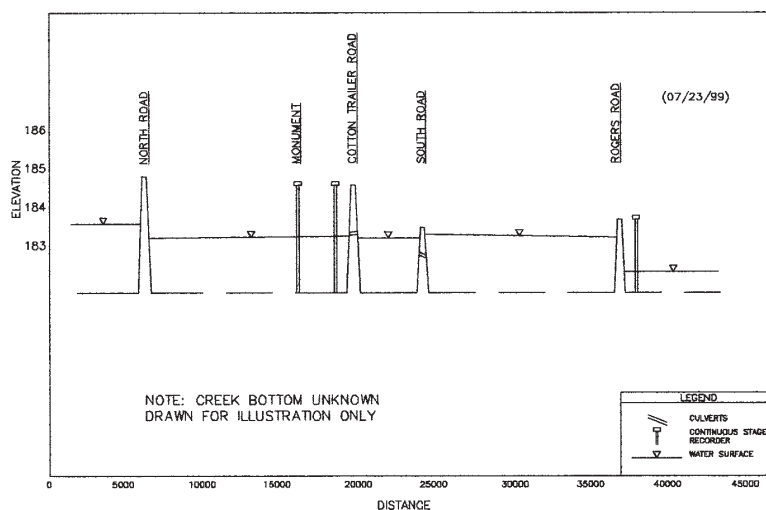 NORTH ROAD
MONUMENT
COTTON TRAILER ROAD
SOUTH ROAD
ROGERS ROAD
(07/23/99)
ELEVATION
186
185
184
183
NOTE: CREEK BOTTOM UNKNOWN
DRAWN FOR ILLUSTRATION ONLY
LEGEND
CULVERTS
CONTINUOUS STAGE
RECORDER
WATER SURFACE
0 5000 10000 15000 20000 25000 30000 35000 40000 45000
DISTANCE